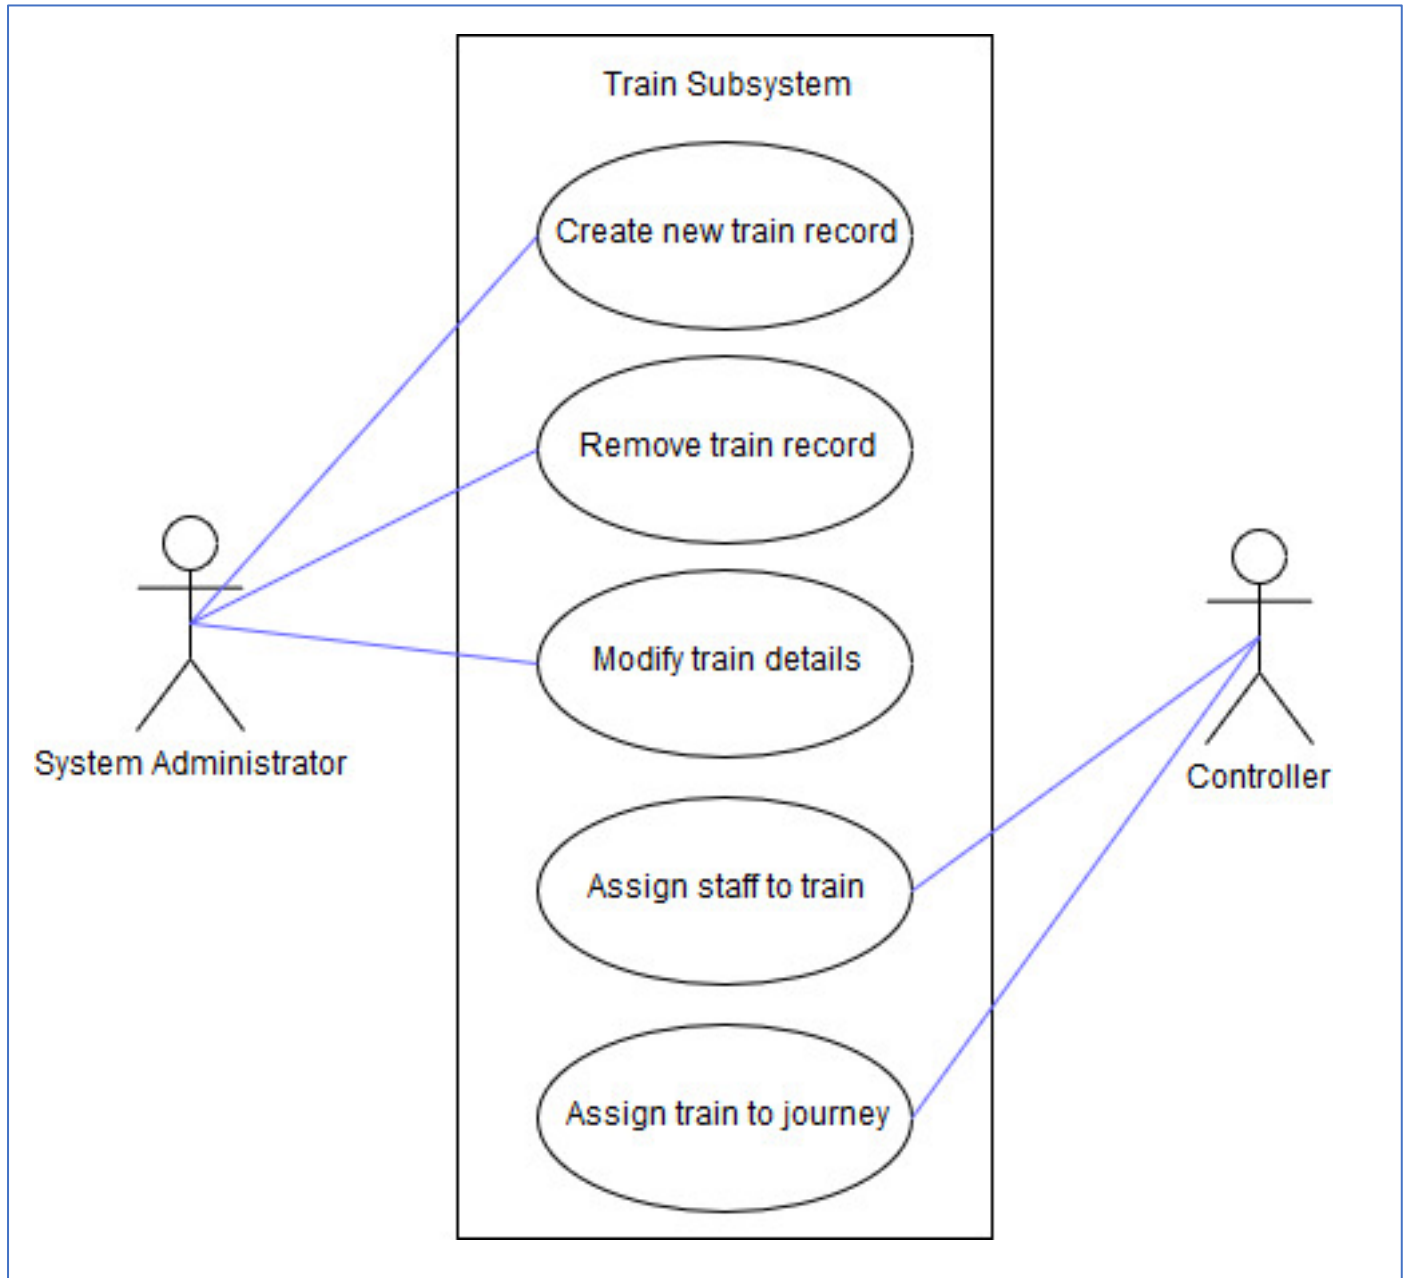 Train Subsystem
Create new train record
Remove train record
Modify train details
System Administrator
Controller
Assign staff to train
Assign train to journey